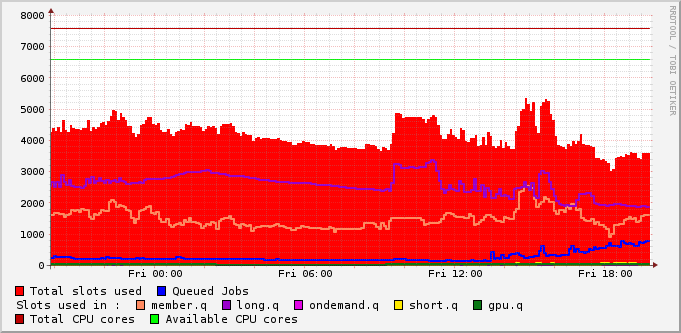 8000
7000
6000
5000
4000
3000
2000
1000
0
Fri 00:00 Fri 06:00 Fri 12:00 Fri 18:00
RRDTOOL / TOBI OETIKER
Total slots used Queued Jobs
Slots used in : member.q long.q ondemand.q short.q gpu.q
Total CPU cores Available CPU cores